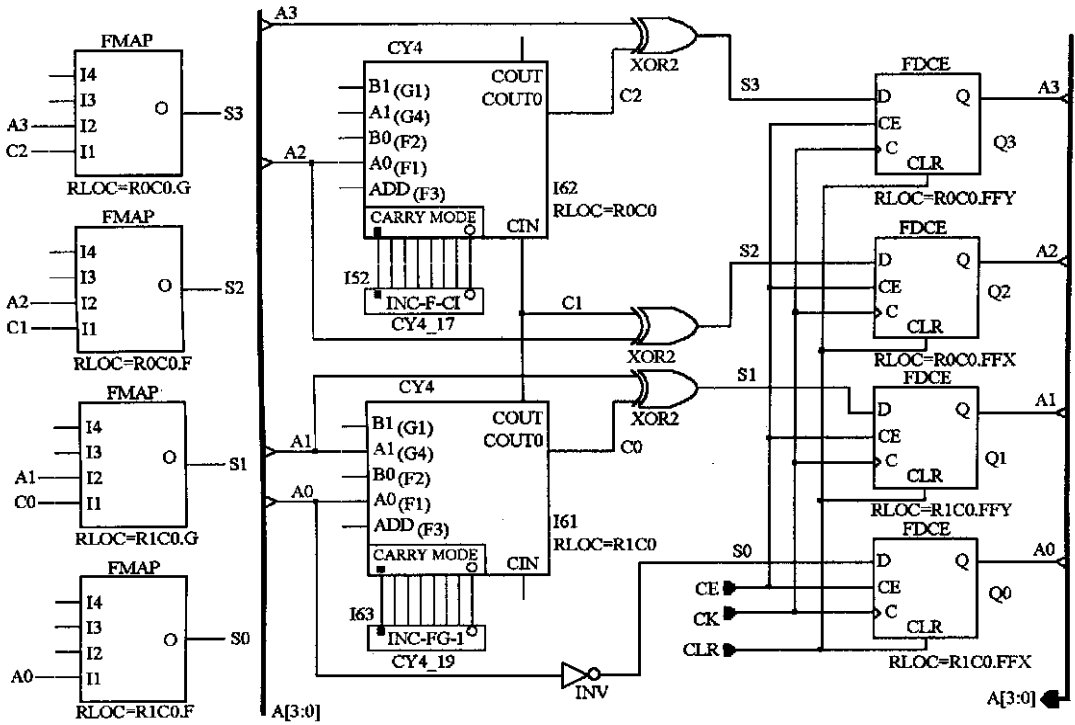 FMAP
I4
I3
I2
I1
O
A3
C2
S3
RLOC=R0C0.G
FMAP
I4
I3
I2
I1
O
A2
C1
S2
RLOC=R0C0.F
FMAP
I4
I3
I2
I1
O
A1
C0
S1
RLOC=R1C0.G
FMAP
I4
I3
I2
I1
O
A0
S0
RLOC=R1C0.F
A3
A2
A1
A0
A[3:0]
CY4
B1 (G1)
A1 (G4)
B0 (F2)
A0 (F1)
ADD (F3)
COUT
COUT0
CARRY MODE
CIN
I62
RLOC=R0C0
I52
INC-F-CI
CY4_17
CY4
B1 (G1)
A1 (G4)
B0 (F2)
A0 (F1)
ADD (F3)
COUT
COUT0
CARRY MODE
CIN
I61
RLOC=R1C0
I63
INC-FG-1
CY4_19
XOR2
C2
C1
XOR2
XOR2
C0
INV
S3
S2
S1
S0
CE
CK
CLR
FDCE
D
CE
C
Q
CLR
A3
Q3
RLOC=R0C0.FFY
FDCE
D
CE
C
Q
CLR
A2
Q2
RLOC=R0C0.FFX
FDCE
D
CE
C
Q
CLR
A1
Q1
RLOC=R1C0.FFY
FDCE
D
CE
C
Q
CLR
A0
Q0
RLOC=R1C0.FFX
A[3:0]